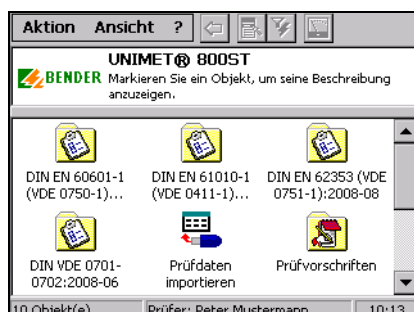 Aktion Ansicht ?
UNIMET® 800ST
BENDER Markieren Sie ein Objekt, um seine Beschreibung
anzuzeigen.
DIN EN 60601-1
(VDE 0750-1)...
DIN EN 61010-1
(VDE 0411-1)...
DIN EN 62353 (VDE
0751-1):2008-08
DIN VDE 0701-
0702:2008-06
Prüfdaten
importieren
Prüfvorschriften
10 Objekt(e) Prüfer: Peter Mustermann 10:13